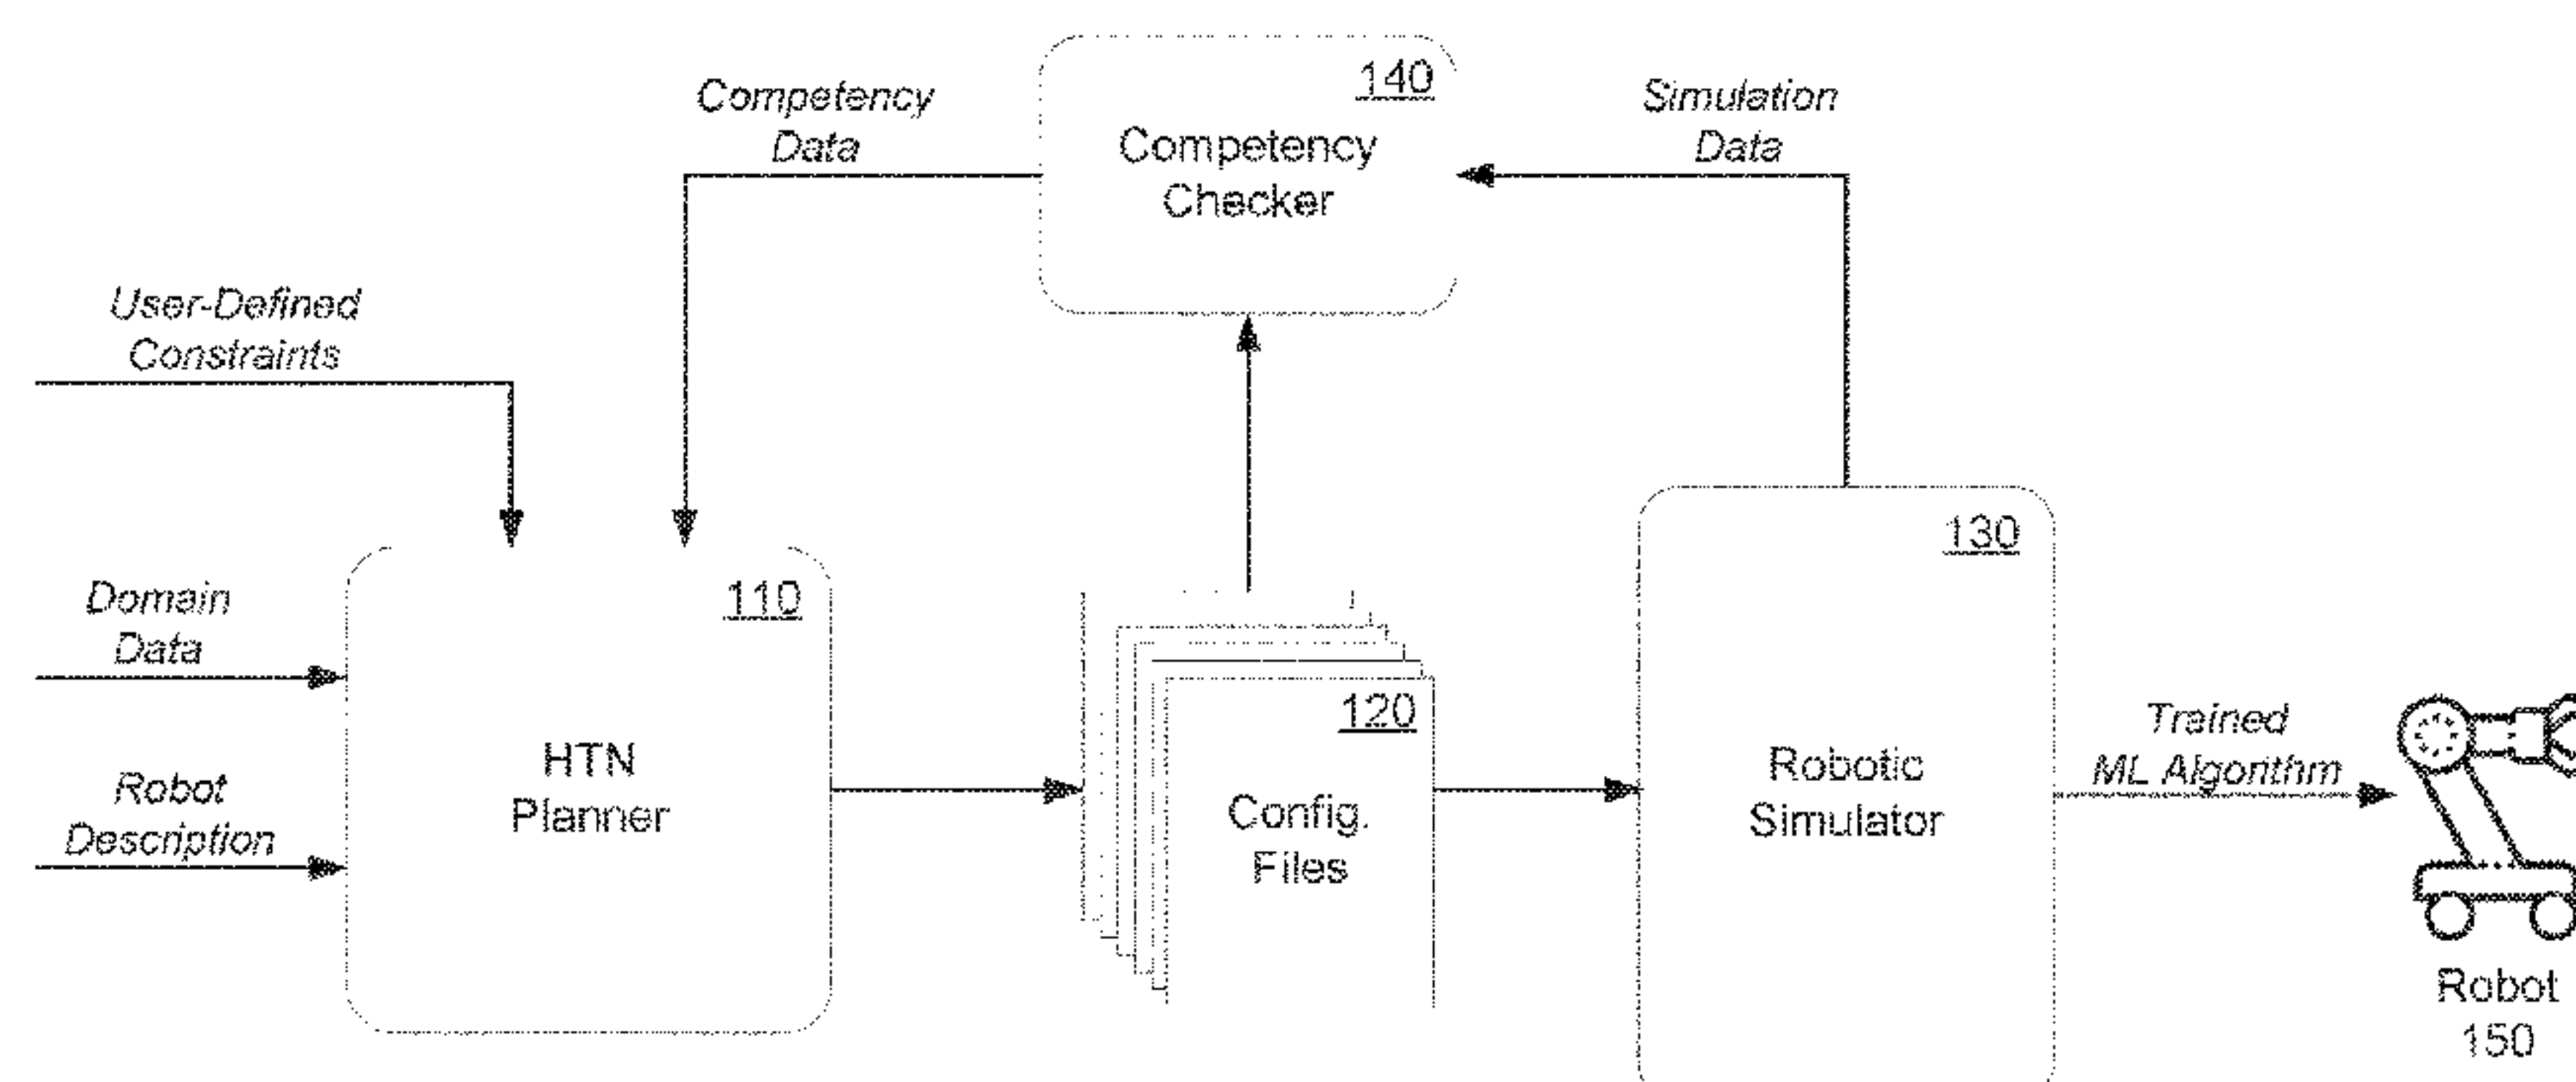 140
Competency
Checker
Competency
Data
Simulation
Data
User-Defined
Constraints
Domain
Data
Robot
Description
110
HTN
Planner
120
Config.
Files
130
Robotic
Simulator
Trained
ML Algorithm
Robot
150